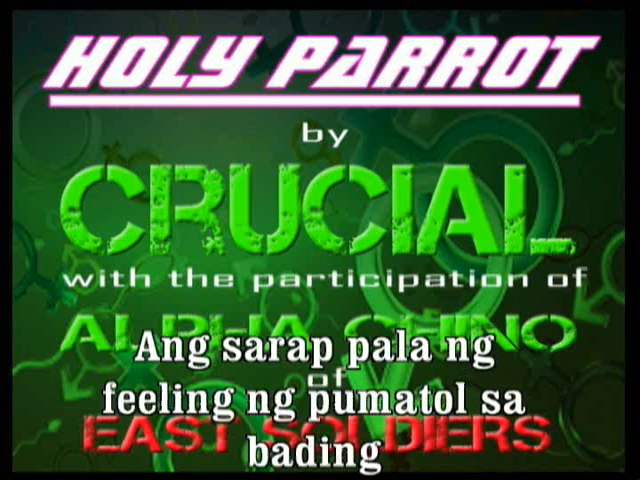 HOLY PARROT
by
CRUCIAL
with the participation of
ALPHA CHINO
Ang sarap pala ng
of
feeling ng pumatol sa
EAST SOLDIERS
bading